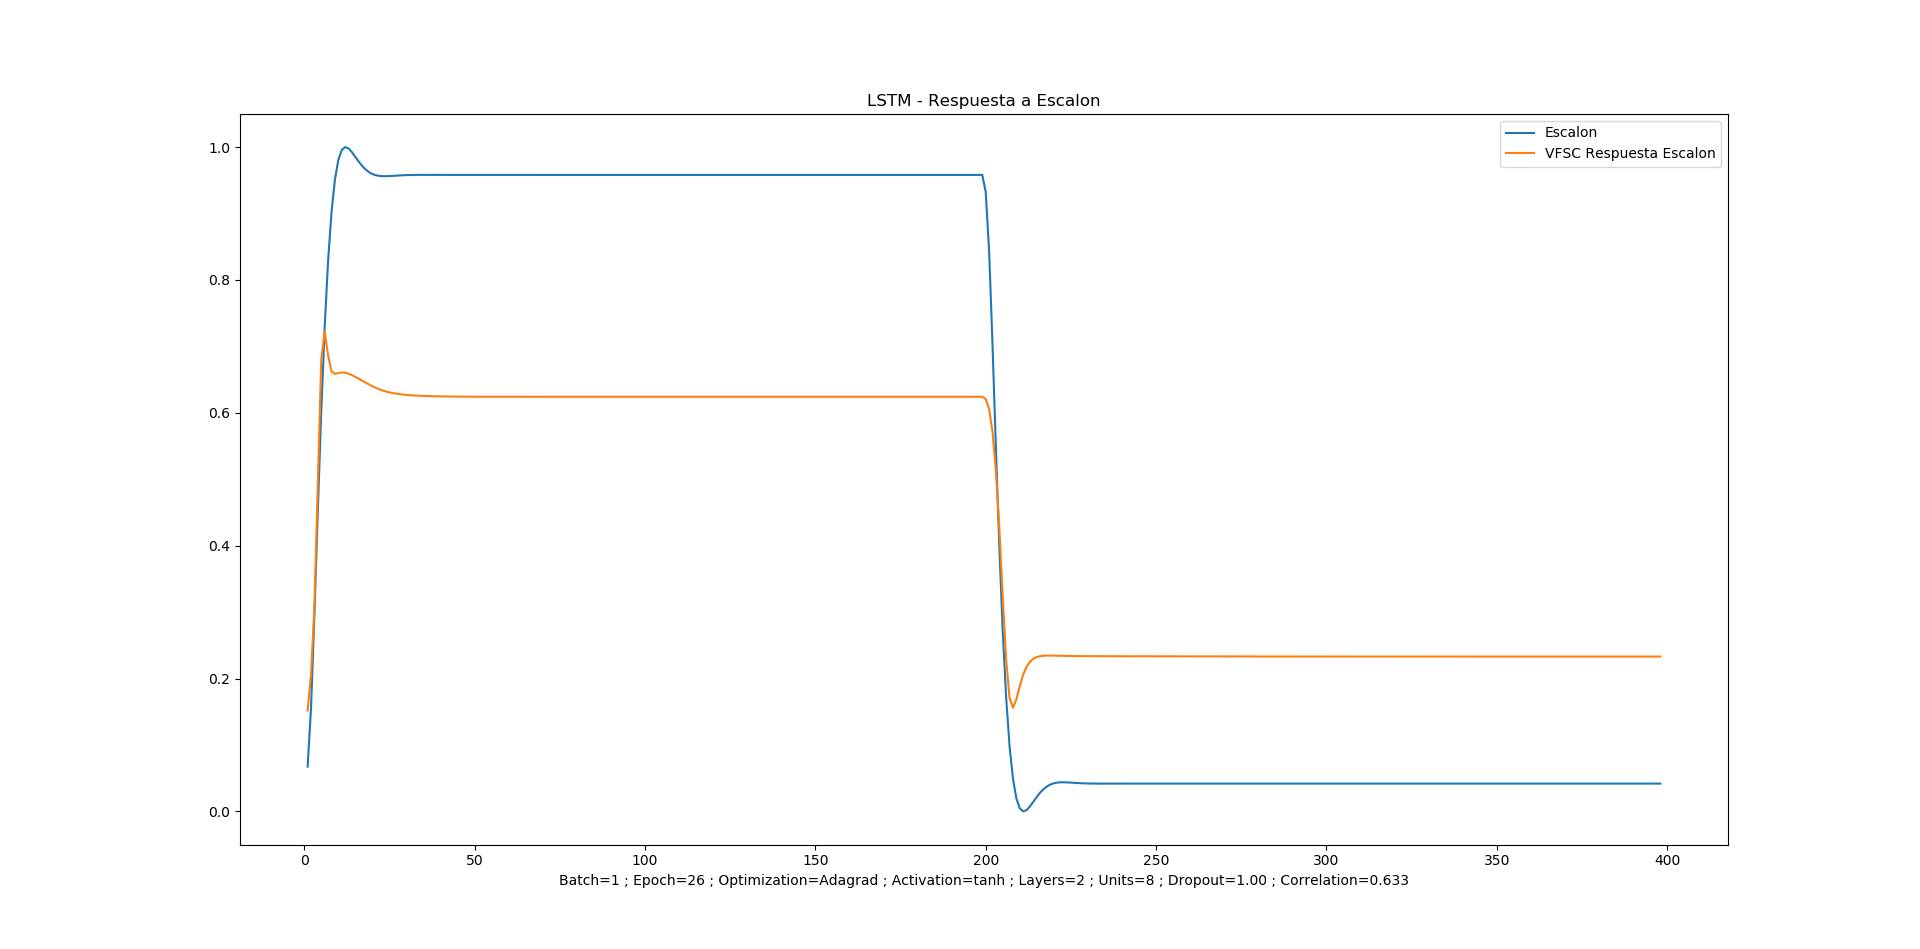 LSTM - Respuesta a Escalon
Escalon
VFSC Respuesta Escalon
1.0
0.8
0.6
0.4
0.2
0.0
0 50 100 150 200 250 300 350 400
Batch=1 ; Epoch=26 ; Optimization=Adagrad ; Activation=tanh ; Layers=2 ; Units=8 ; Dropout=1.00 ; Correlation=0.633